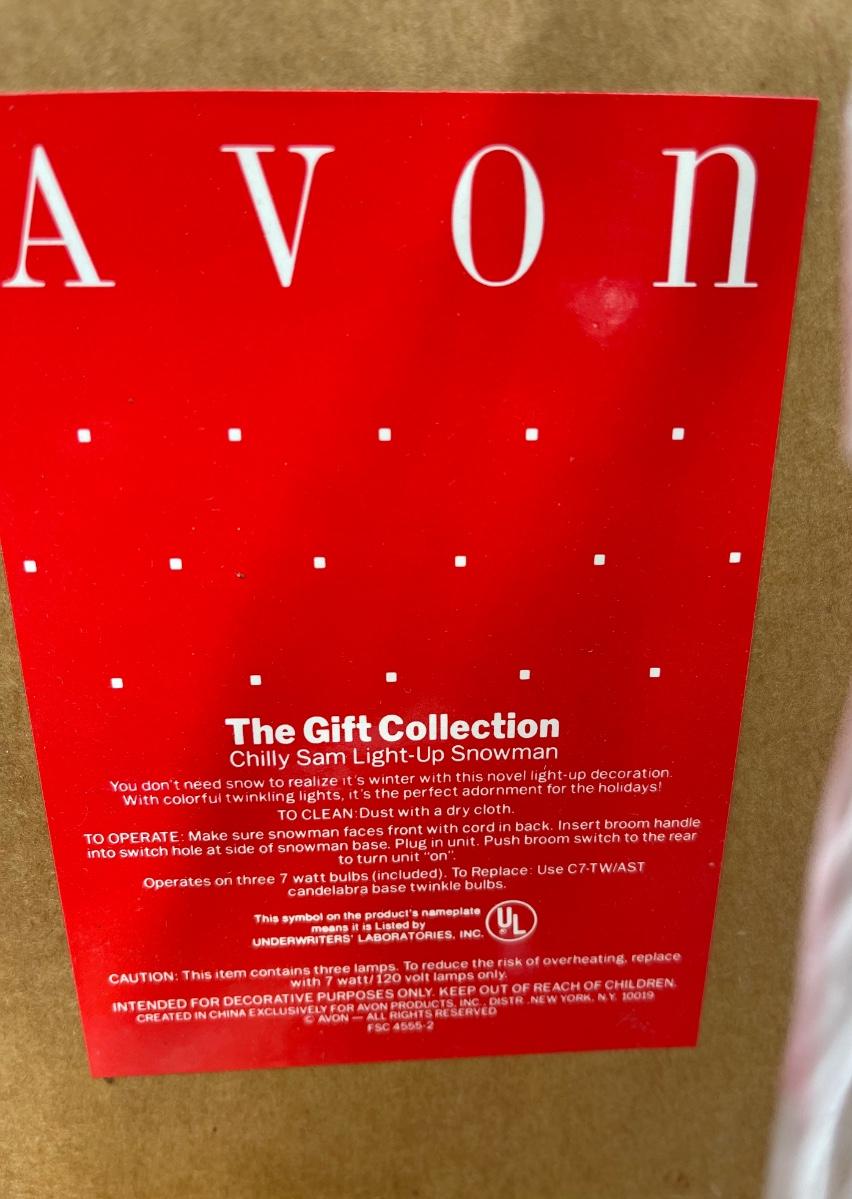 Avon
The Gift Collection
Chilly Sam Light-Up Snowman
You don't need snow to realize it's winter with this novel light-up decoration.
With colorful twinkling lights, it's the perfect adornment for the holidays!
TO CLEAN: Dust with a dry cloth.
TO OPERATE: Make sure snowman faces front with cord in back. Insert broom handle
into switch hole at side of snowman base. Plug in unit. Push broom switch to the rear
to turn unit "on".
Operates on three 7 watt bulbs (included). To Replace: Use C7-TW/AST
candelabra base twinkle bulbs.
This symbol on the product's nameplate
means it is Listed by
UNDERWRITERS' LABORATORIES, INC.
UL
®
CAUTION: This item contains three lamps. To reduce the risk of overheating, replace
with 7 watt/120 volt lamps only.
INTENDED FOR DECORATIVE PURPOSES ONLY. KEEP OUT OF REACH OF CHILDREN.
CREATED IN CHINA EXCLUSIVELY FOR AVON PRODUCTS, INC., DISTR. NEW YORK, N.Y. 10019
© AVON — ALL RIGHTS RESERVED
FSC 4555-2